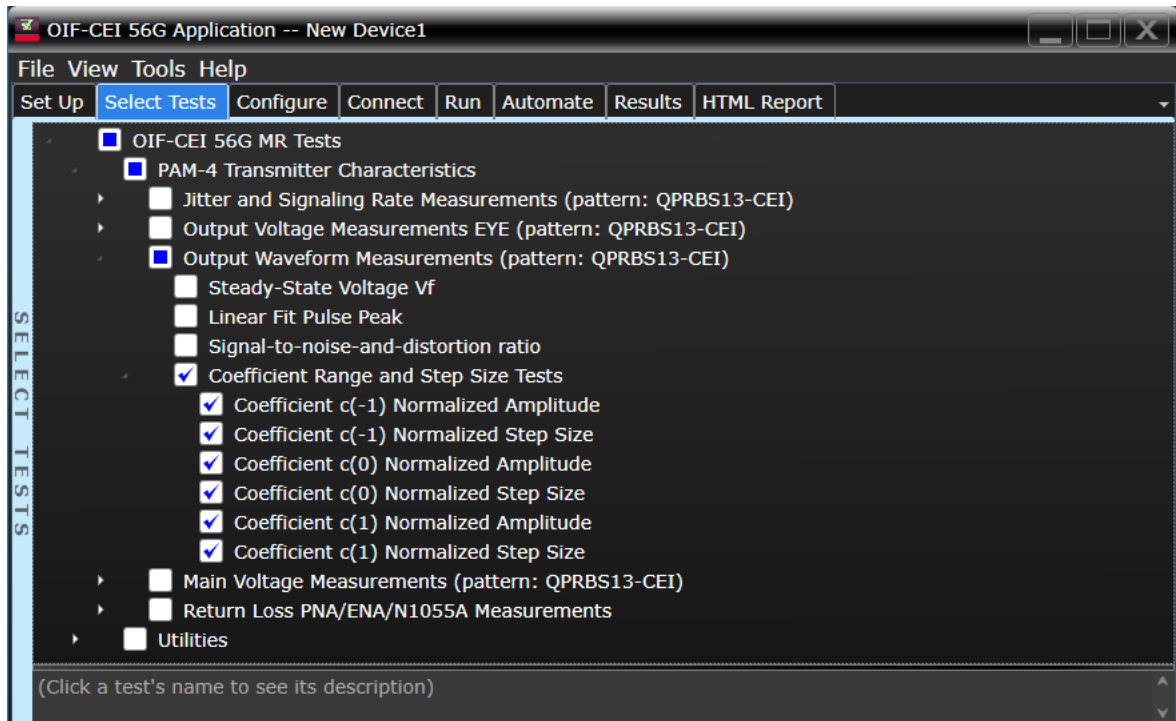 OIF-CEI 56G Application -- New Device1
File View Tools Help
Set Up Select Tests Configure Connect Run Automate Results HTML Report
SELECT TESTS
OIF-CEI 56G MR Tests
PAM-4 Transmitter Characteristics
Jitter and Signaling Rate Measurements (pattern: QPRBS13-CEI)
Output Voltage Measurements EYE (pattern: QPRBS13-CEI)
Output Waveform Measurements (pattern: QPRBS13-CEI)
Steady-State Voltage Vf
Linear Fit Pulse Peak
Signal-to-noise-and-distortion ratio
Coefficient Range and Step Size Tests
Coefficient c(-1) Normalized Amplitude
Coefficient c(-1) Normalized Step Size
Coefficient c(0) Normalized Amplitude
Coefficient c(0) Normalized Step Size
Coefficient c(1) Normalized Amplitude
Coefficient c(1) Normalized Step Size
Main Voltage Measurements (pattern: QPRBS13-CEI)
Return Loss PNA/ENA/N1055A Measurements
Utilities
(Click a test's name to see its description)